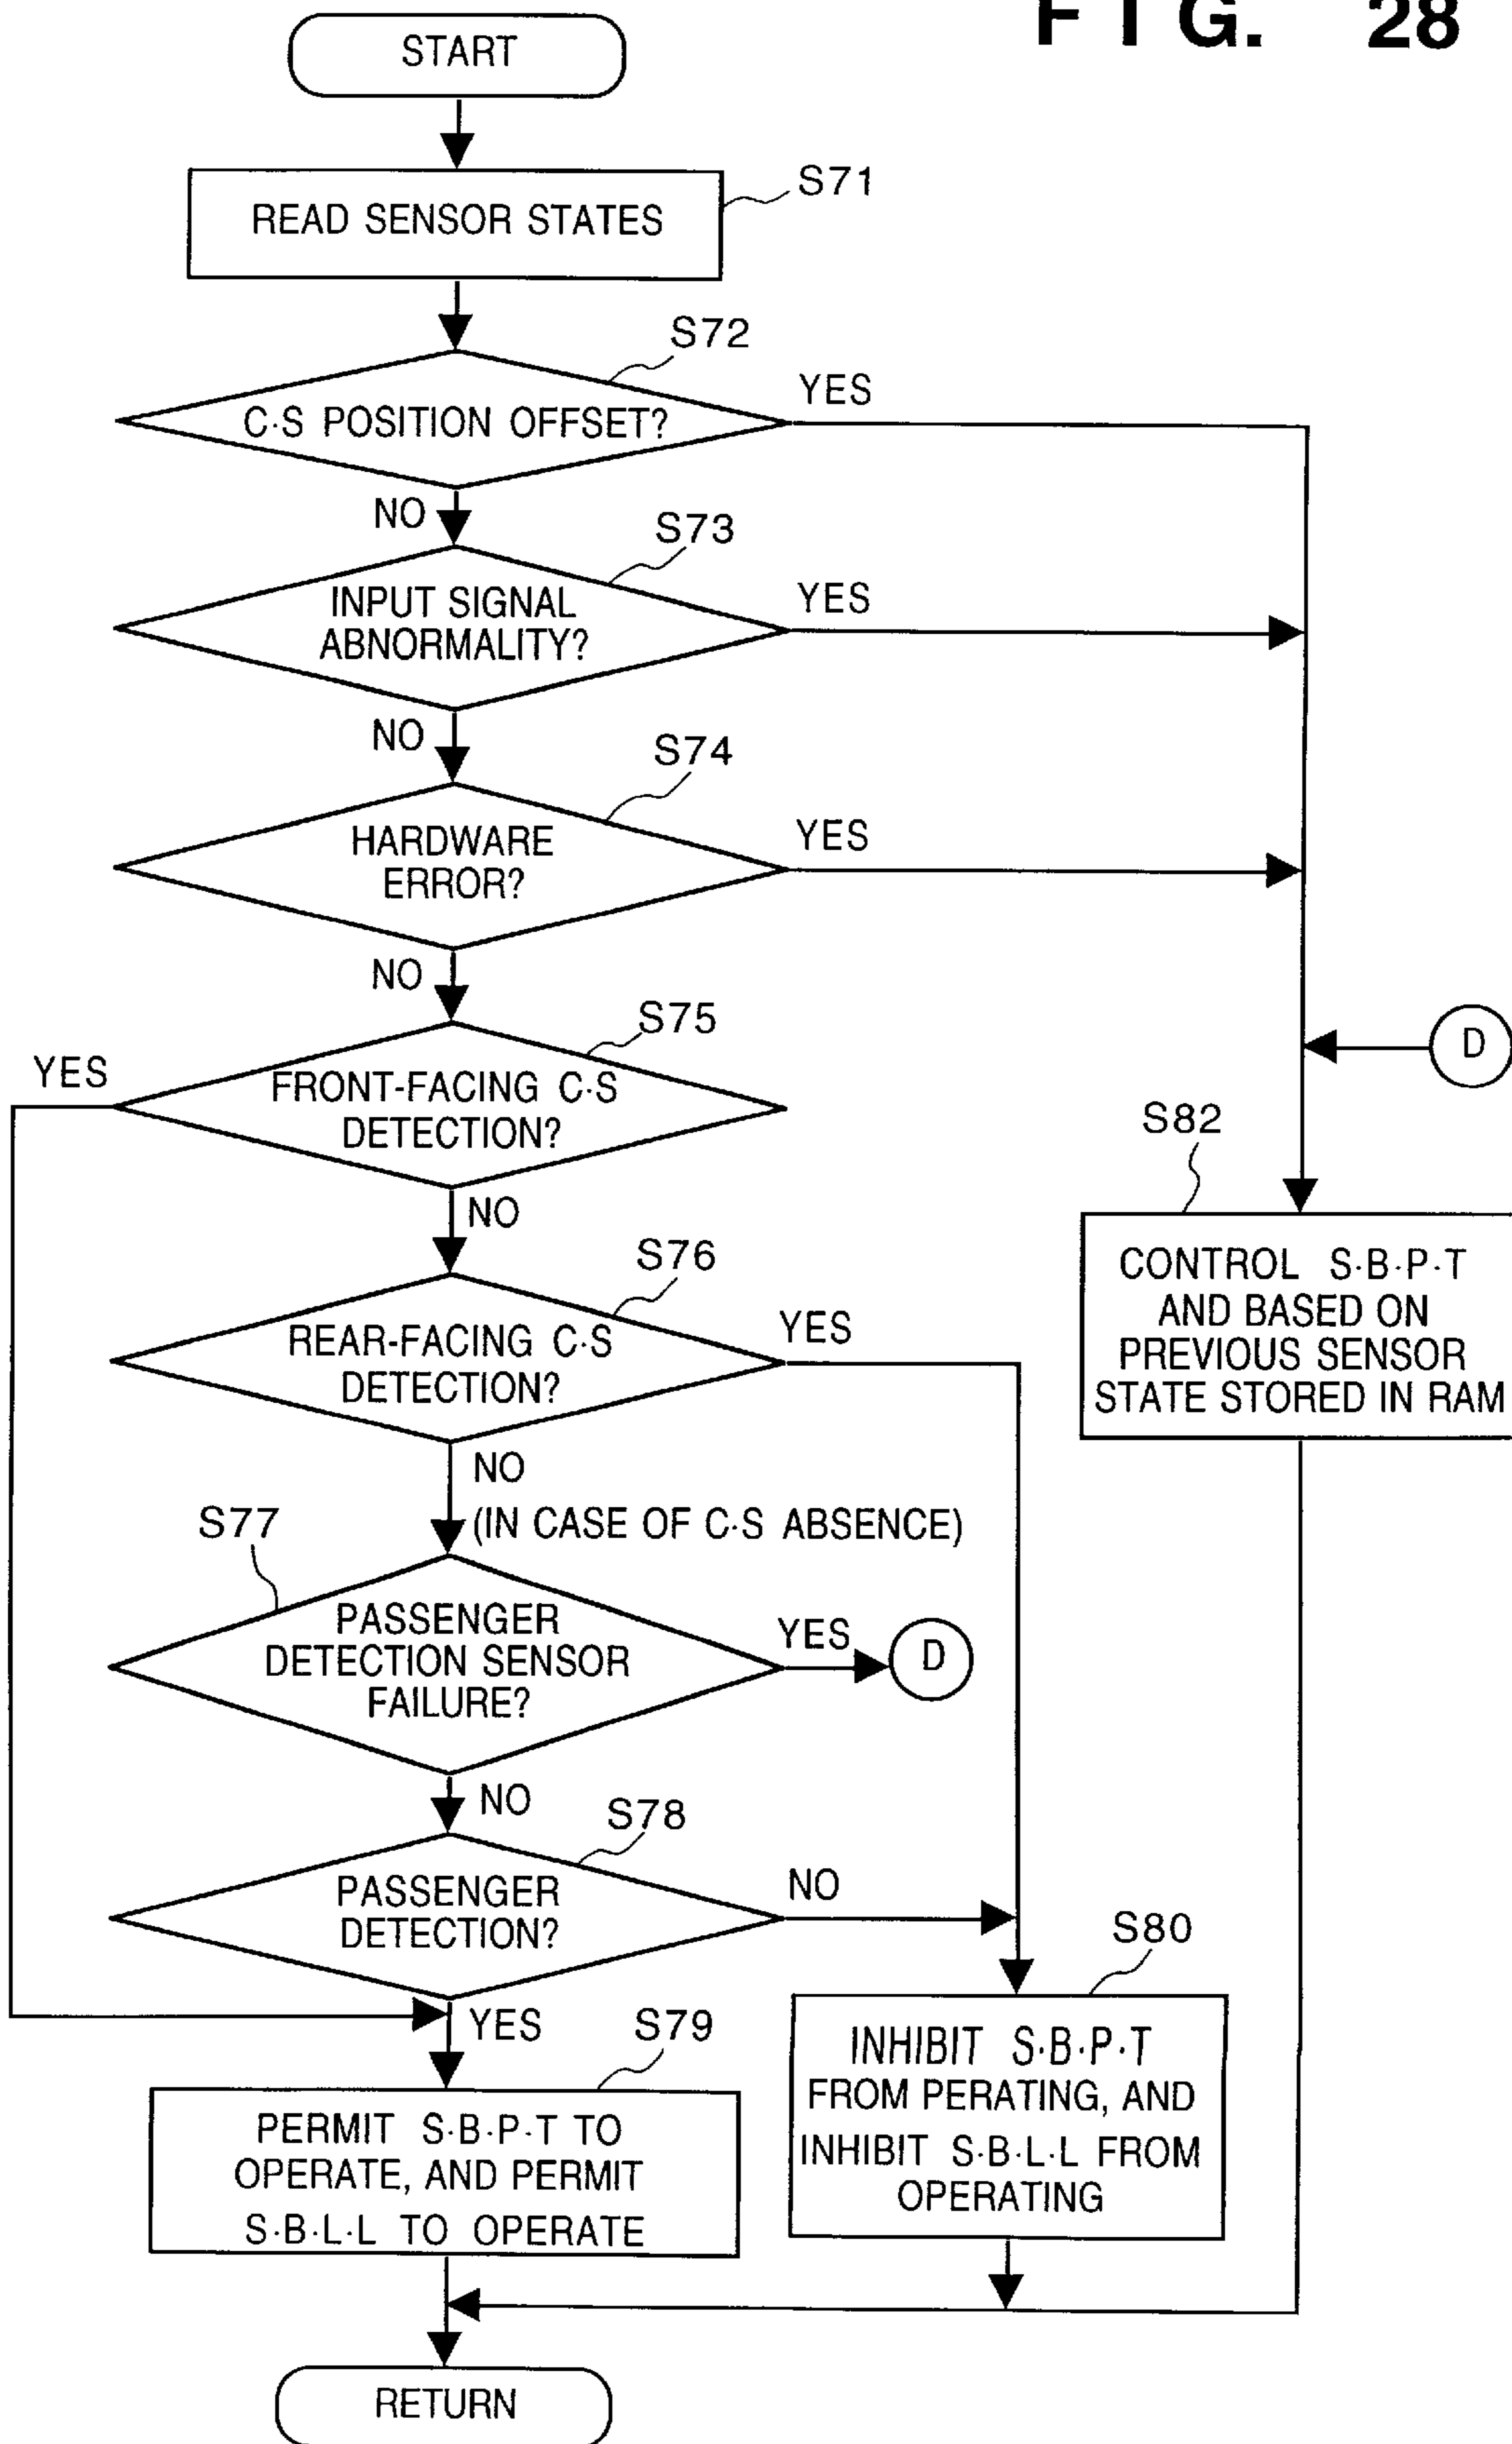 FIG. 28
START
S71
READ SENSOR STATES
S72
C·S POSITION OFFSET?
YES
NO
S73
INPUT SIGNAL
ABNORMALITY?
YES
NO
S74
HARDWARE
ERROR?
YES
NO
S75
FRONT-FACING C·S
DETECTION?
YES
D
NO
S82
CONTROL S·B·P·T
AND BASED ON
PREVIOUS SENSOR
STATE STORED IN RAM
S76
REAR-FACING C·S
DETECTION?
YES
NO
(IN CASE OF C·S ABSENCE)
S77
PASSENGER
DETECTION SENSOR
FAILURE?
YES
D
NO
S78
PASSENGER
DETECTION?
NO
YES
S80
INHIBIT S·B·P·T
FROM PERATING, AND
INHIBIT S·B·L·L FROM
OPERATING
S79
PERMIT S·B·P·T TO
OPERATE, AND PERMIT
S·B·L·L TO OPERATE
RETURN